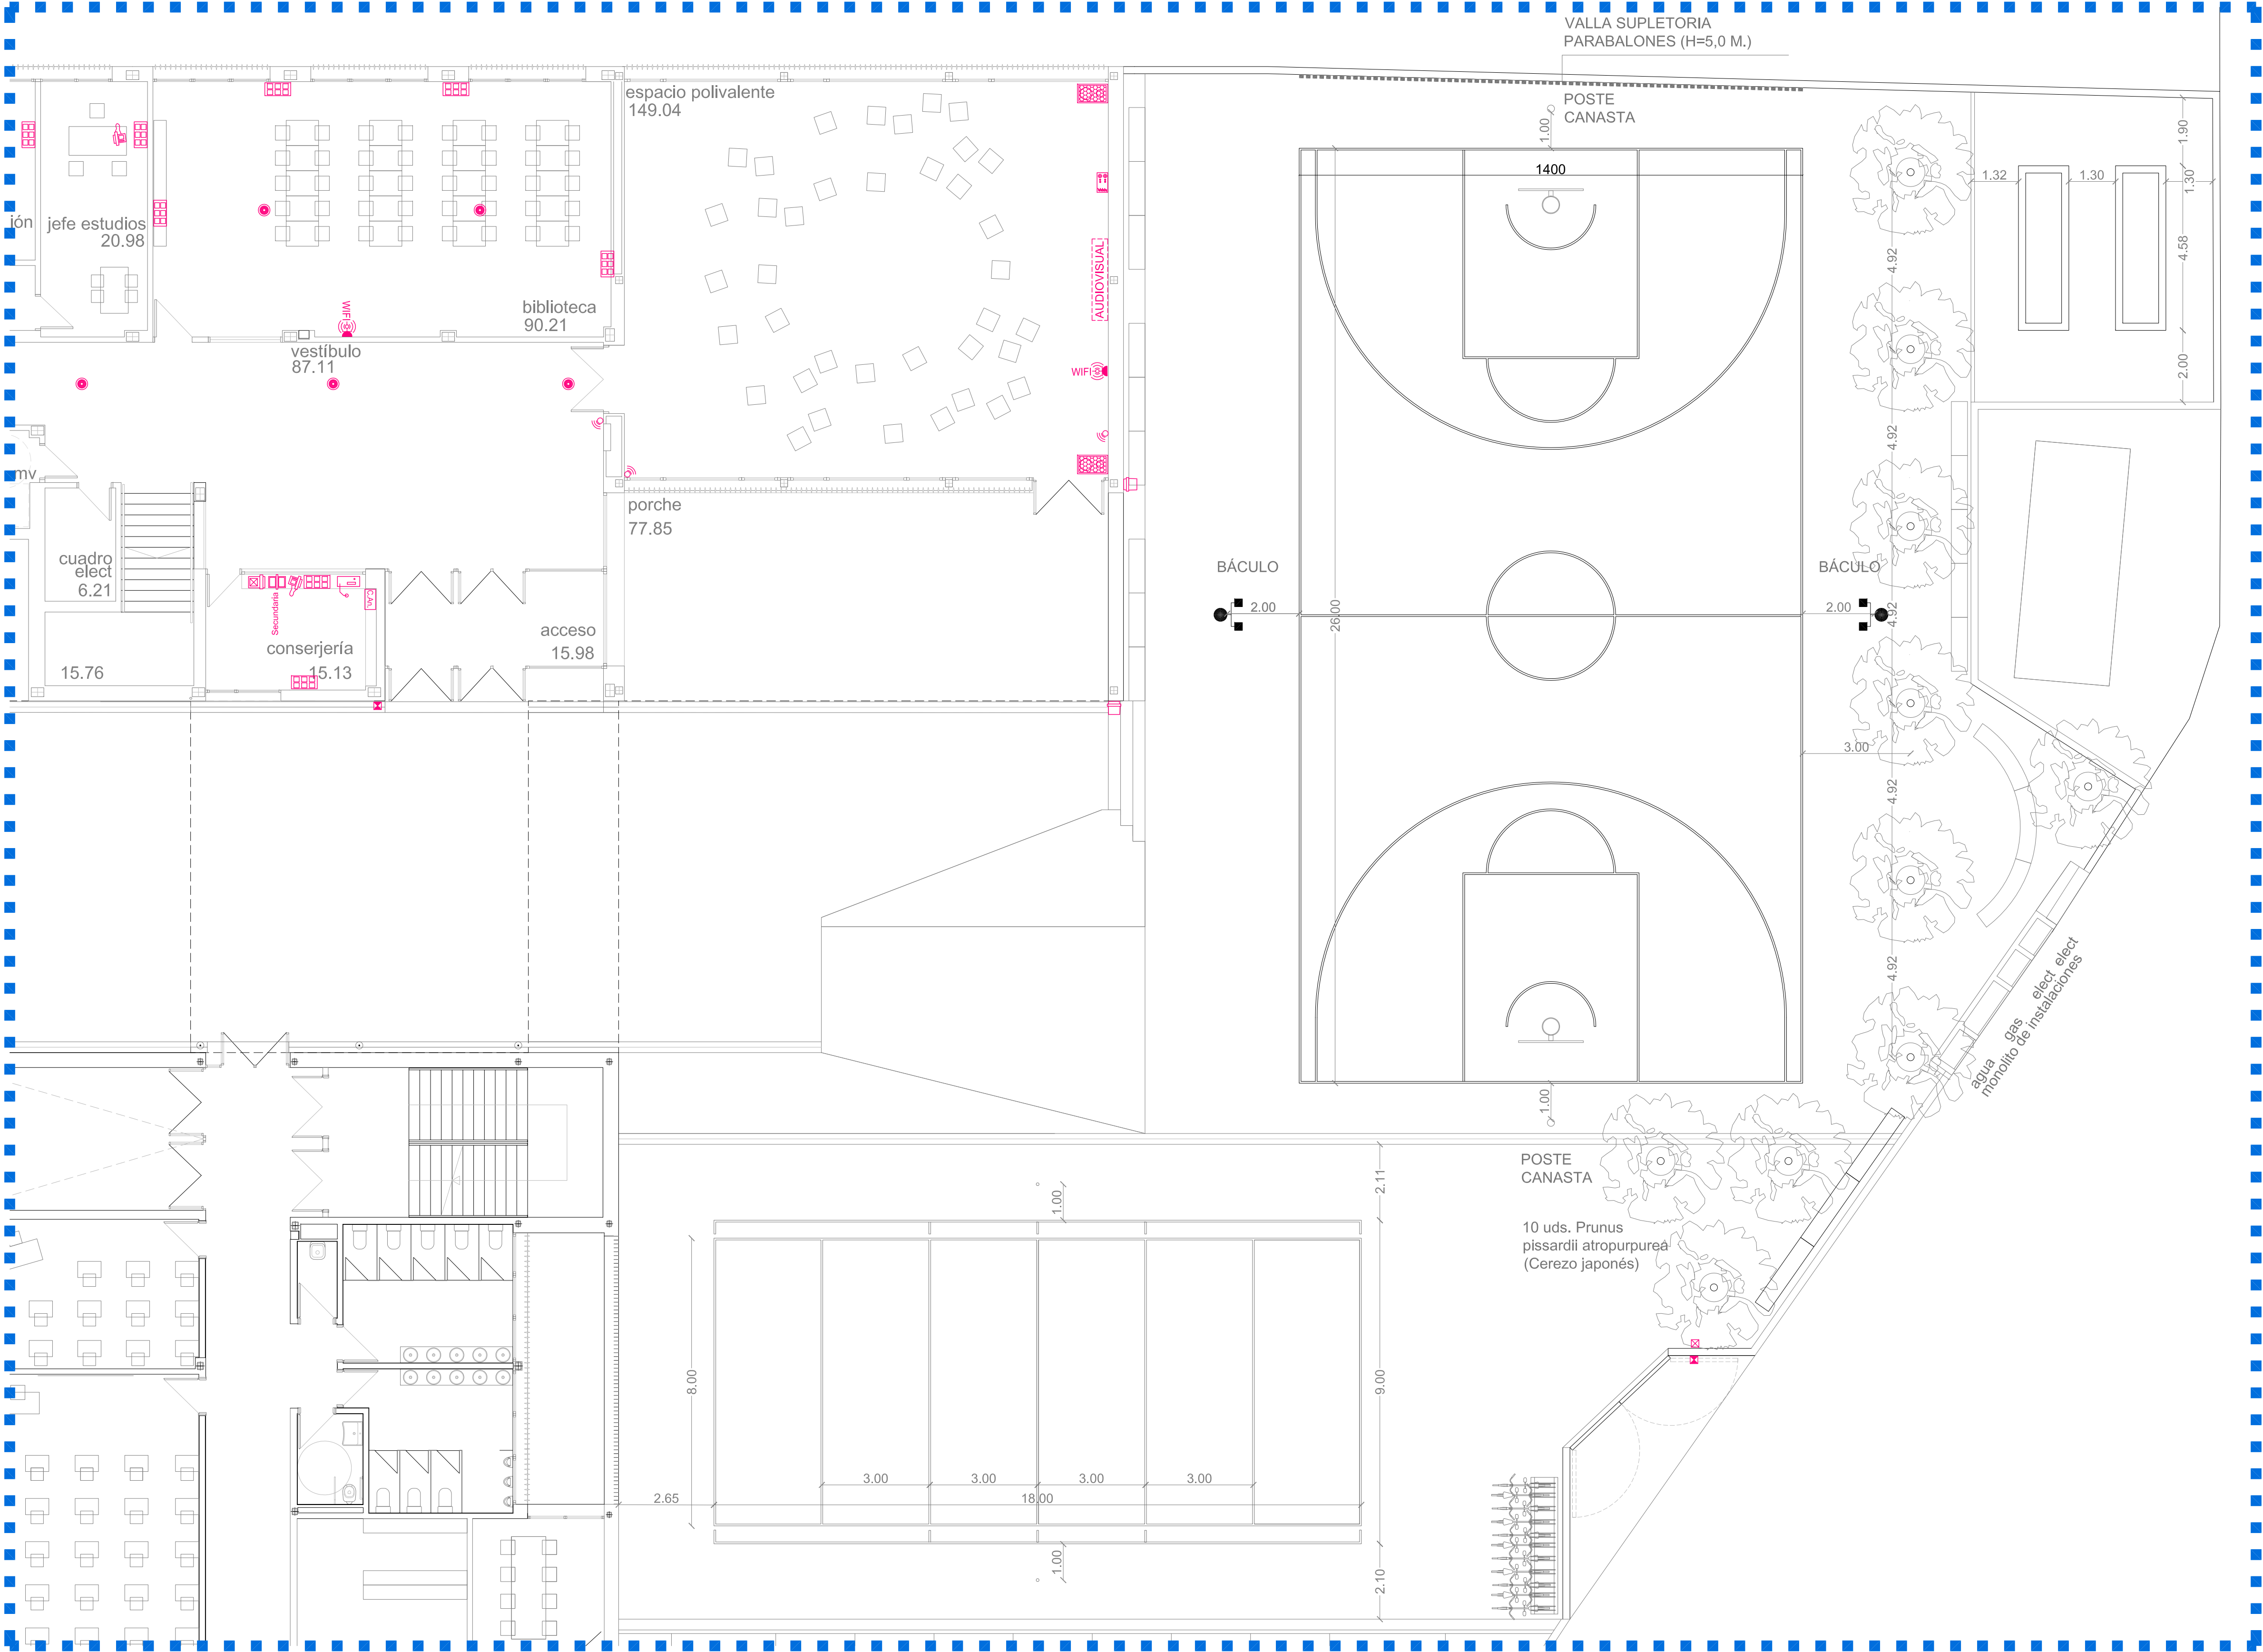 VALLA SUPLETORIA
PARABALONES (H=5,0 M.)
POSTE
CANASTA
1.00
1400
espacio polivalente
149.04
ión
jefe estudios
20.98
biblioteca
90.21
WIFI
vestíbulo
87.11
AUDIOVISUAL
WIFI
1.90
1.32
1.30
1.30
4.58
2.00
4.92
4.92
4.92
4.92
4.92
mv
porche
77.85
cuadro
elect
6.21
15.76
Secundaria
C.An.
conserjería
15.13
acceso
15.98
BÁCULO
2.00
26.00
BÁCULO
2.00
3.00
elect elect
gas
agua
monolito de instalaciones
1.00
POSTE
CANASTA
10 uds. Prunus
pissardii atropurpurea
(Cerezo japonés)
2.11
1.00
8.00
9.00
3.00
3.00
3.00
3.00
2.65
18.00
1.00
2.10